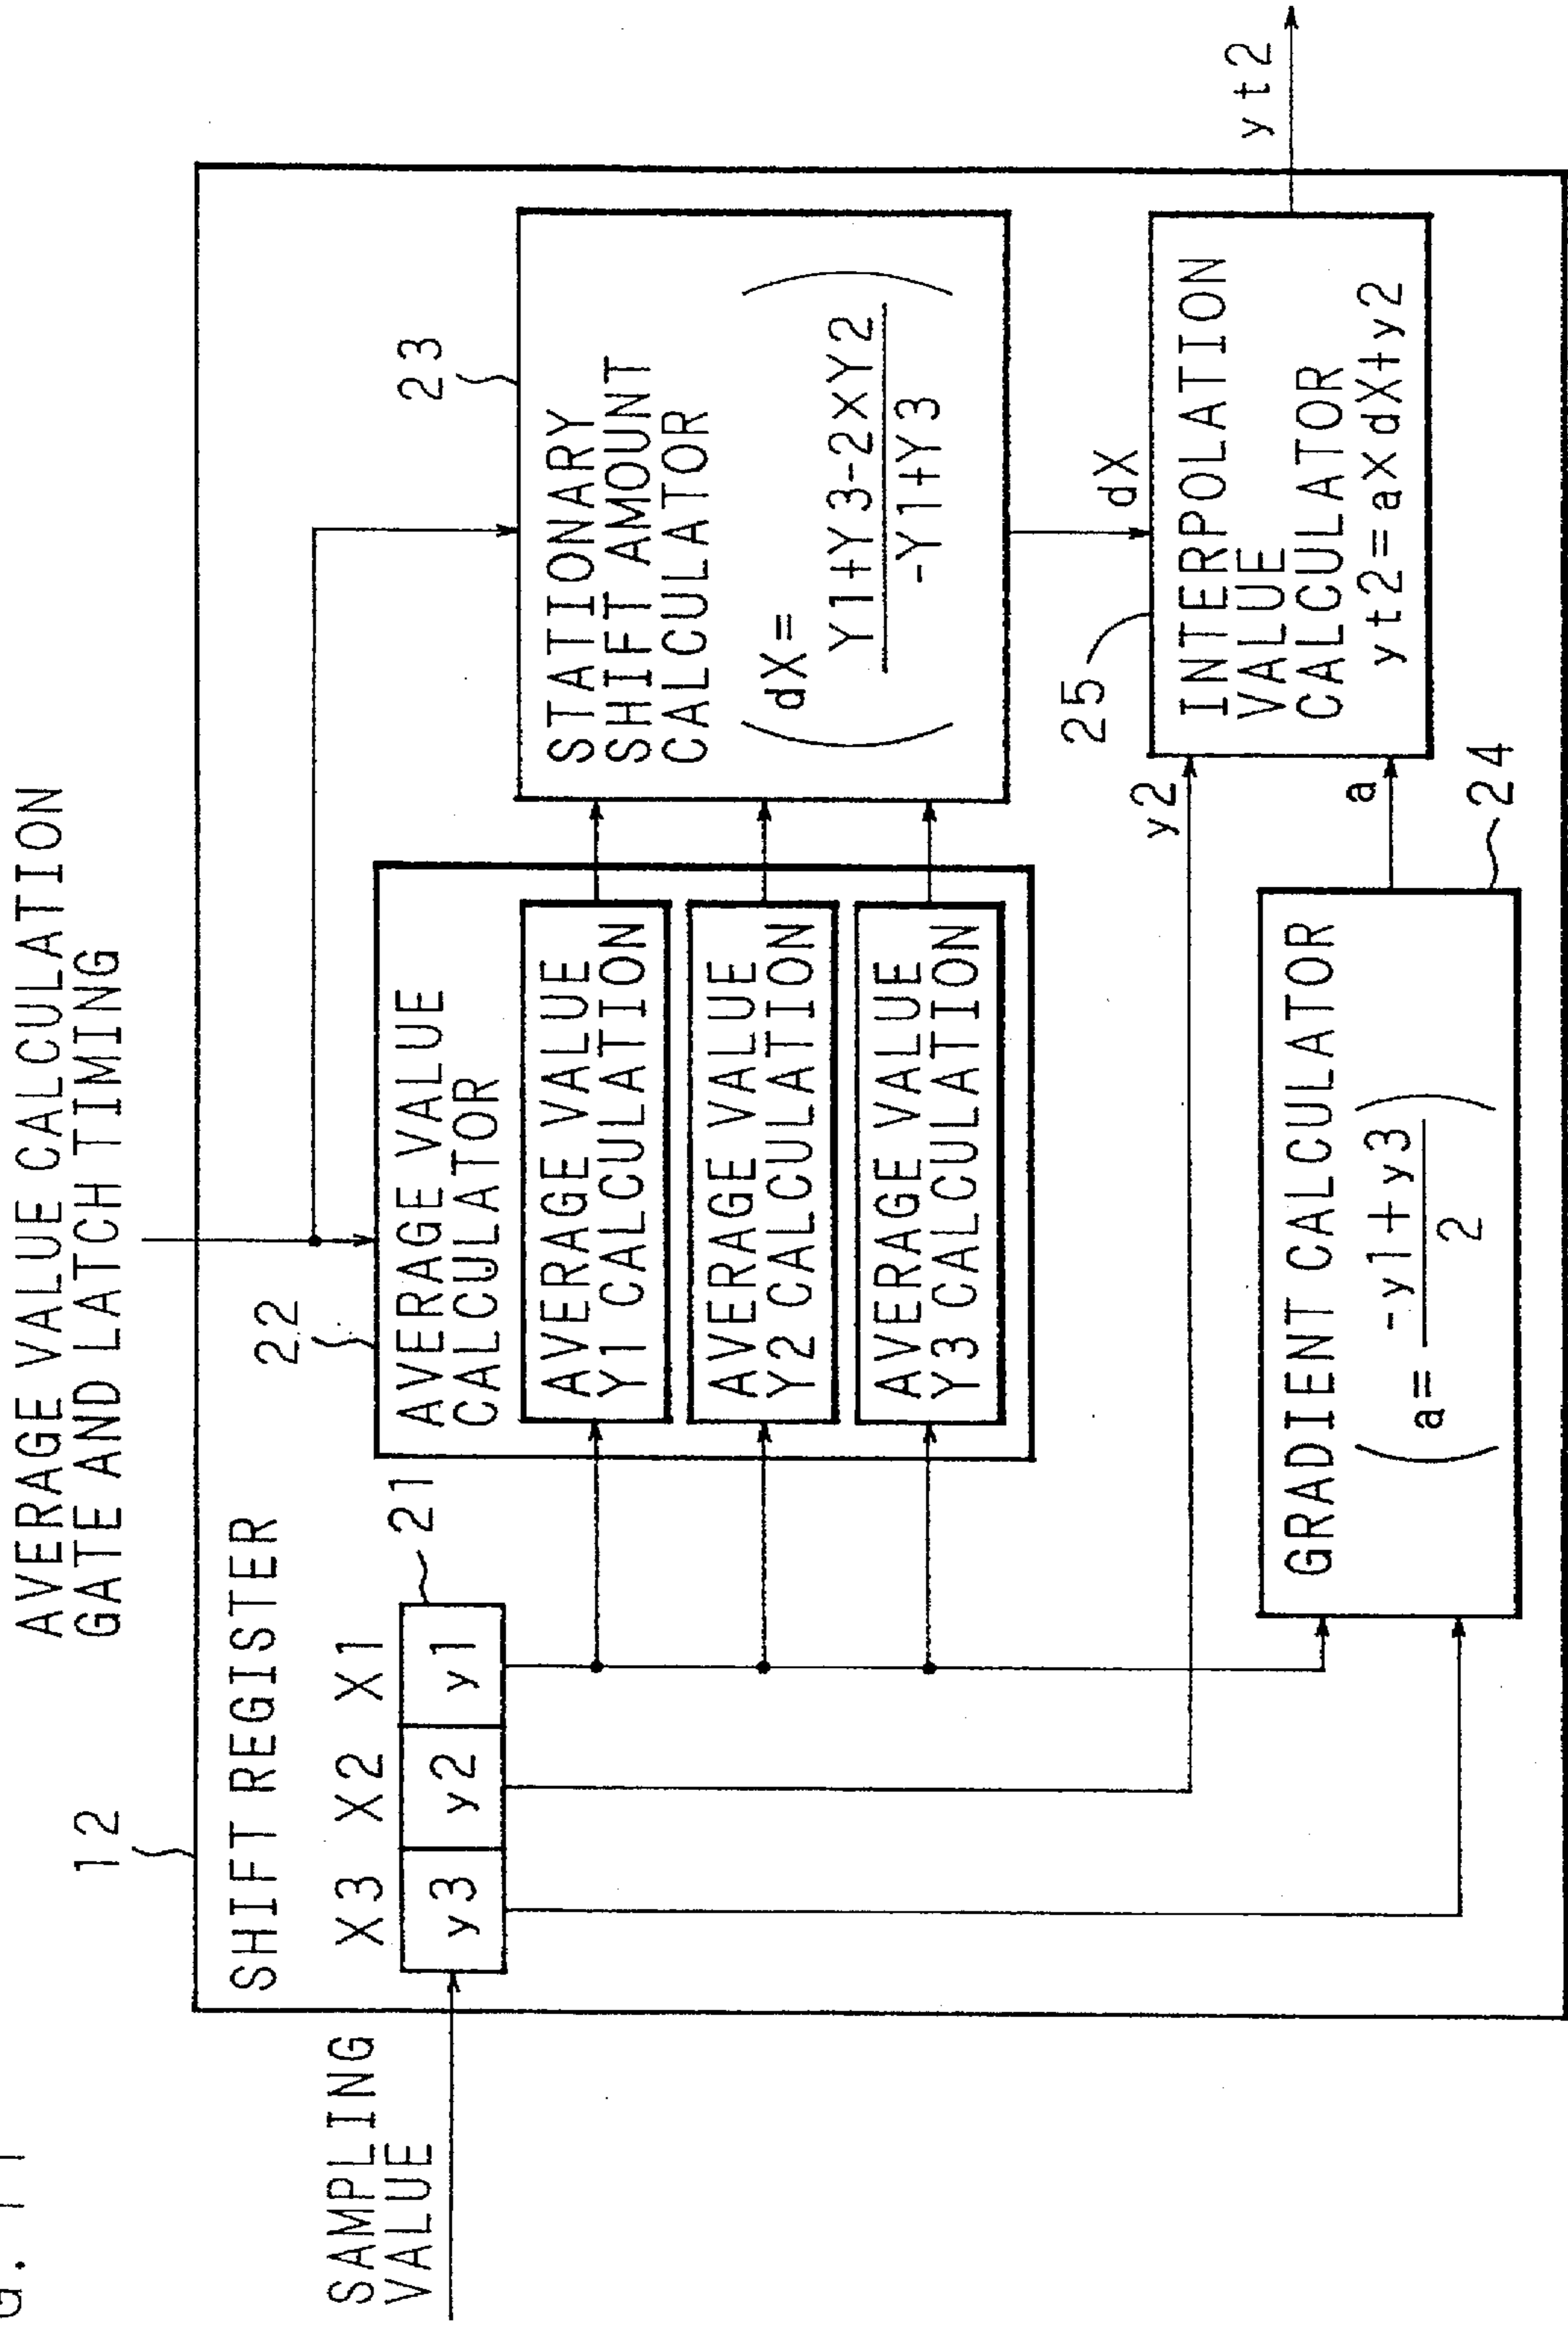 G. 11
AVERAGE VALUE CALCULATION
GATE AND LATCH TIMING
12
SHIFT REGISTER
X3 X2 X1
y3 y2 y1
21
SAMPLING
VALUE
22
AVERAGE VALUE
CALCULATOR
AVERAGE VALUE
Y1 CALCULATION
AVERAGE VALUE
Y2 CALCULATION
AVERAGE VALUE
Y3 CALCULATION
23
STATIONARY
SHIFT AMOUNT
CALCULATOR
(dX=
Y1+Y3-2×Y2
-Y1+Y3)
dX
y2
a
25
INTERPOLATION
VALUE
CALCULATOR
yt2=a×dX+y2
yt2
24
GRADIENT CALCULATOR
(a= -y1+y3)
2